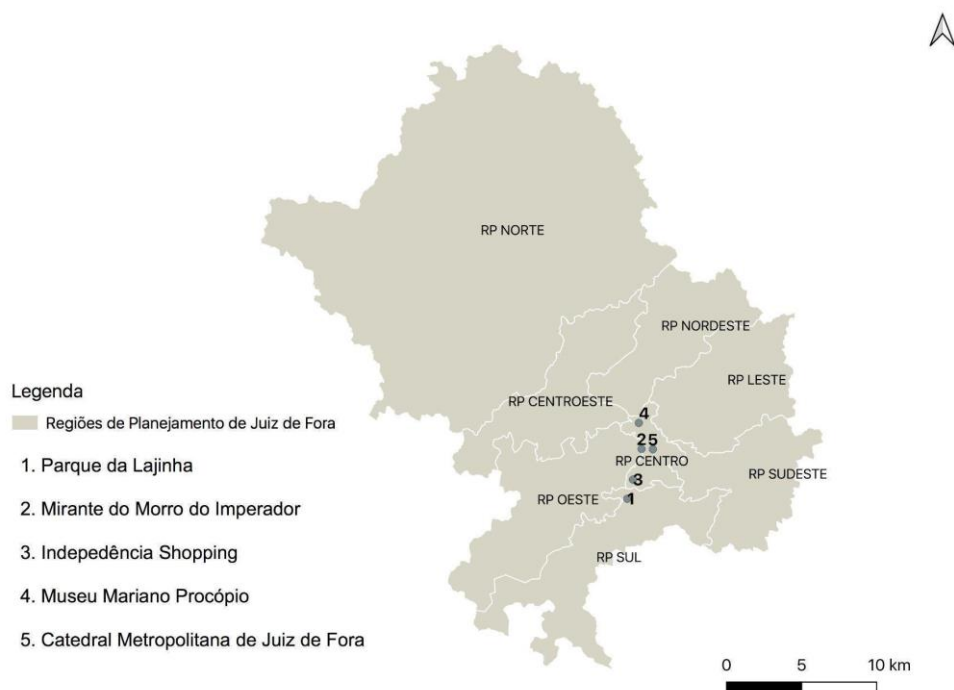 RP NORTE
RP NORDESTE
RP LESTE
RP CENTROESTE
4
25
RP CENTRO
RP SUDESTE
3
RP OESTE
1
RP SUL
Legenda
Regiões de Planejamento de Juiz de Fora
1. Parque da Lajinha
2. Mirante do Morro do Imperador
3. Indepedência Shopping
4. Museu Mariano Procópio
5. Catedral Metropolitana de Juiz de Fora
0 5 10 km